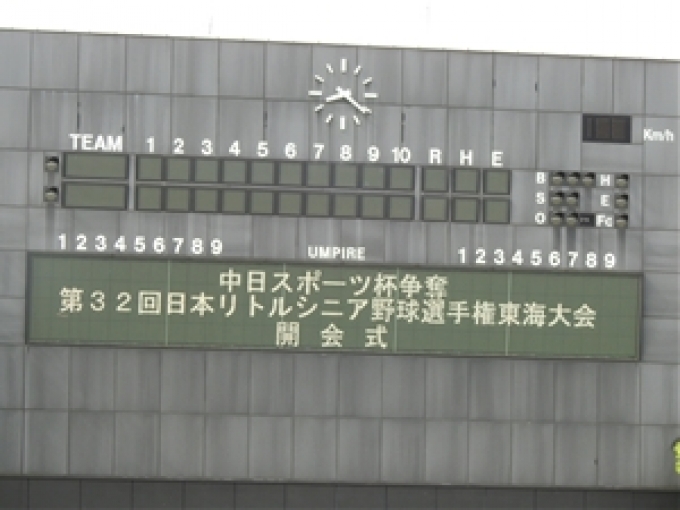 TEAM 1 2 3 4 5 6 7 8 9 10 R H E
Km/h
B H
S E
O Fc
1 2 3 4 5 6 7 8 9 UMPIRE 1 2 3 4 5 6 7 8 9
中日スポーツ杯争奪
第32回日本リトルシニア野球選手権東海大会
開会式